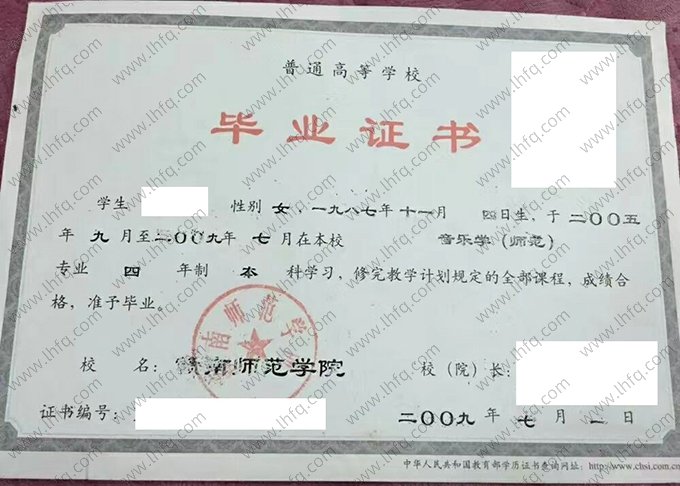 普通高等学校
毕业证书
学生 性别 女，一九八七年十一月 四日生，于二〇〇五
年九月至二〇〇九年七月在本校 音乐学（师范）
专业 四 年制 本 科学习，修完教学计划规定的全部课程，成绩合
格，准予毕业。
校 名：赣南师范学院 校（院）长：
证书编号： 二〇〇九年七月一日
中华人民共和国教育部学历证书查询网址：http://www.chsi.com.cn
www.lhfq.com